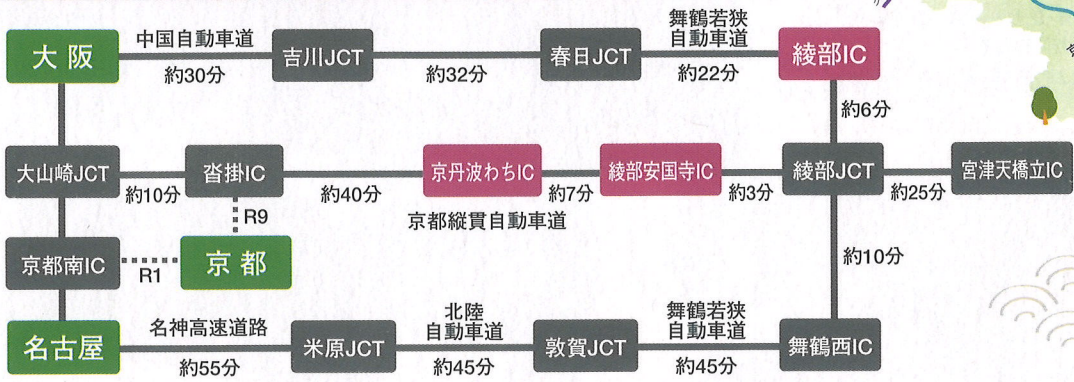 大阪
中国自動車道
約30分
吉川JCT
約32分
春日JCT
舞鶴若狭
自動車道
約22分
綾部IC
約6分
大山崎JCT
約10分
沓掛IC
約40分
京丹波わちIC
約7分
綾部安国寺IC
約3分
綾部JCT
約25分
宮津天橋立IC
京都縦貫自動車道
R9
京都南IC
R1
京都
約10分
名古屋
名神高速道路
約55分
米原JCT
北陸
自動車道
約45分
敦賀JCT
舞鶴若狭
自動車道
約45分
舞鶴西IC